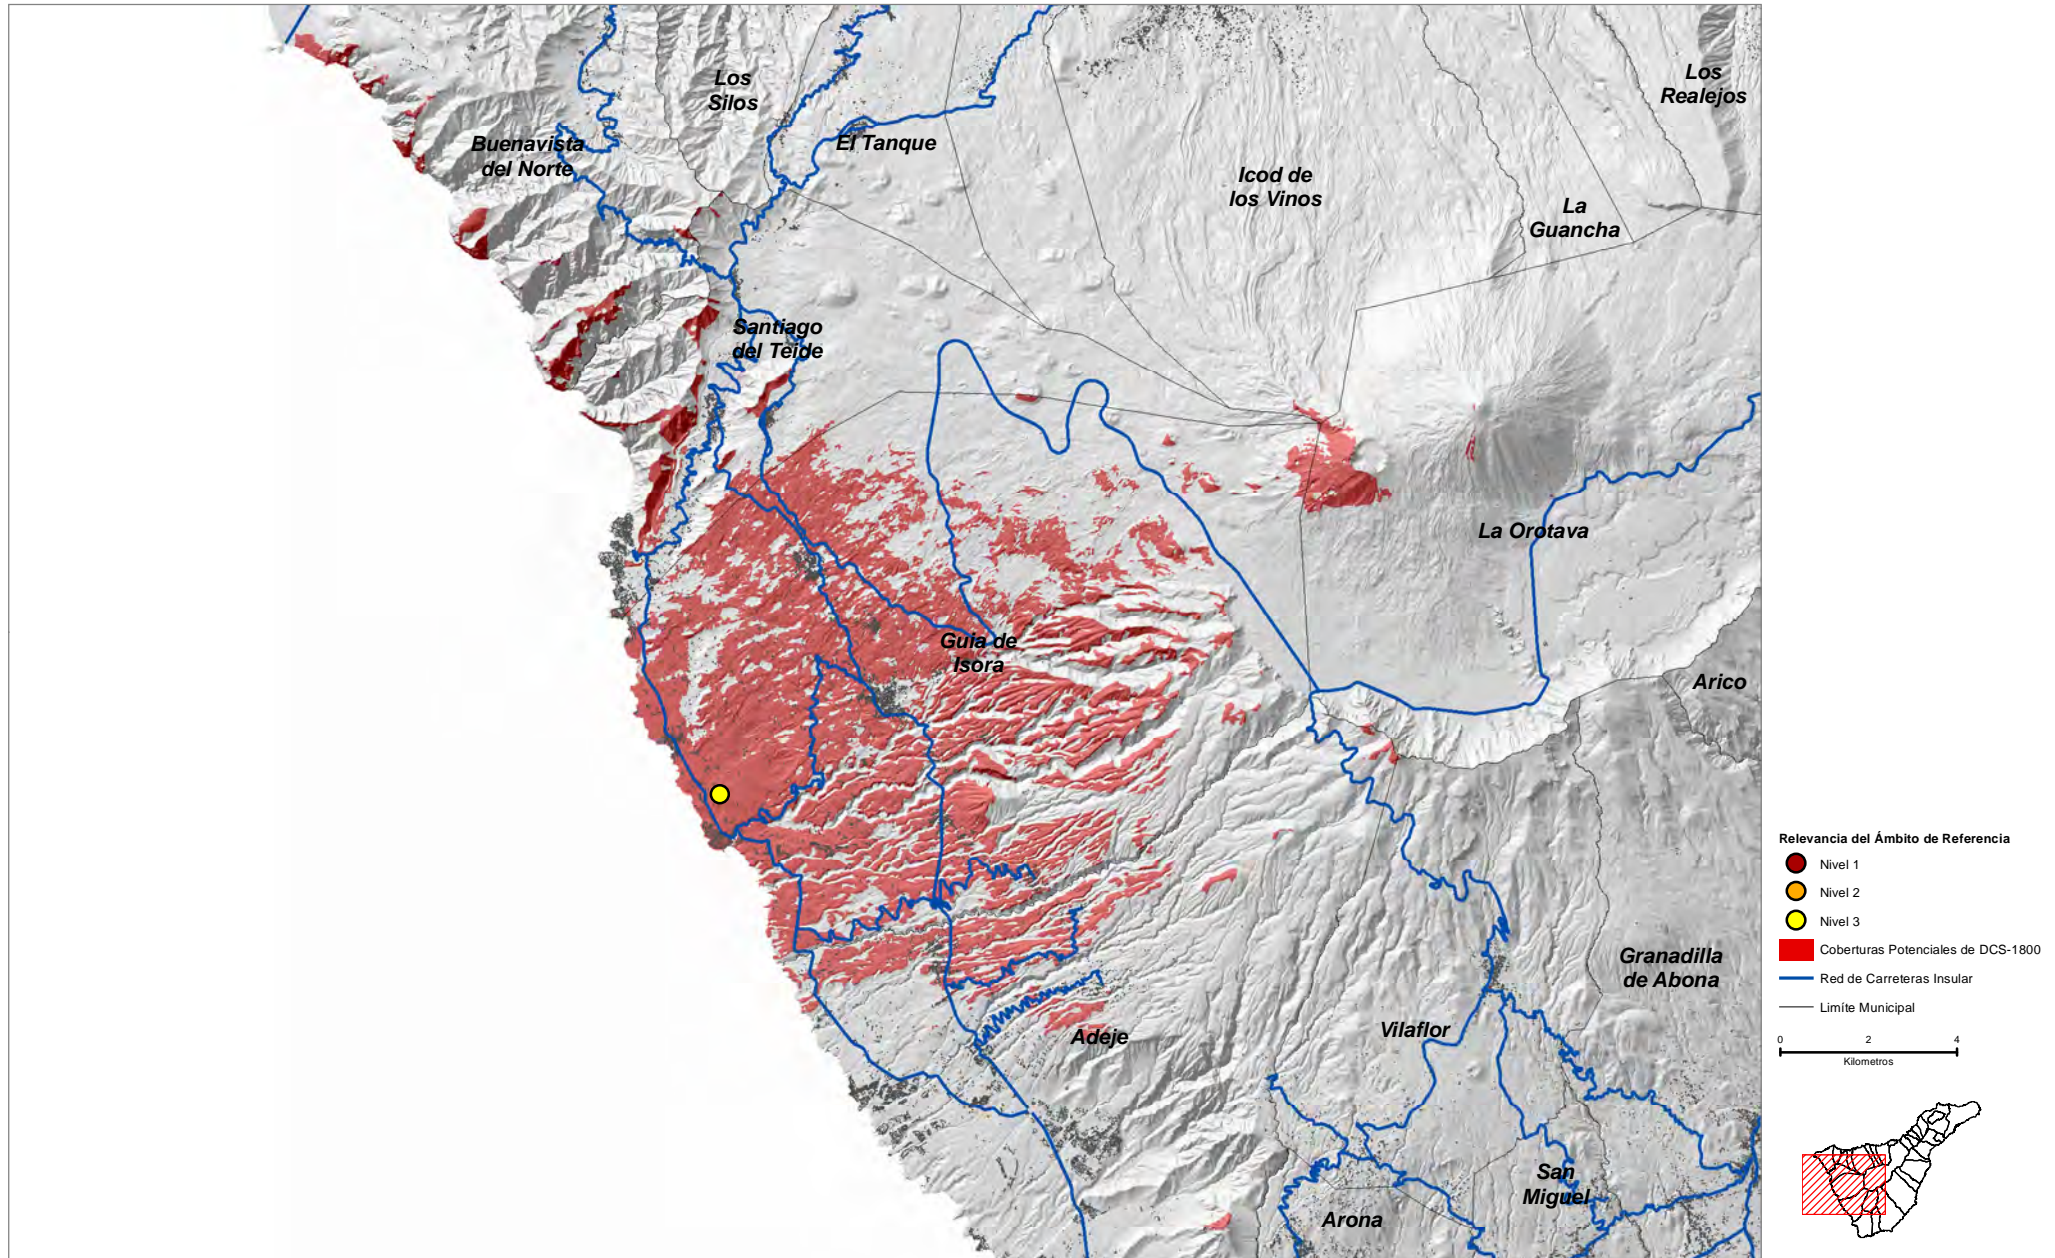 Los
Silos
Los
Realejos
Buenavista
del Norte
El Tanque
Icod de
los Vinos
La
Guancha
Santiago
del Teide
La Orotava
Guia de
Isora
Arico
Granadilla
de Abona
Vilaflor
Adeje
San
Miguel
Arona
Relevancia del Ámbito de Referencia
Nivel 1
Nivel 2
Nivel 3
Coberturas Potenciales de DCS-1800
Red de Carreteras Insular
Limíte Municipal
0 2 4
Kilometros